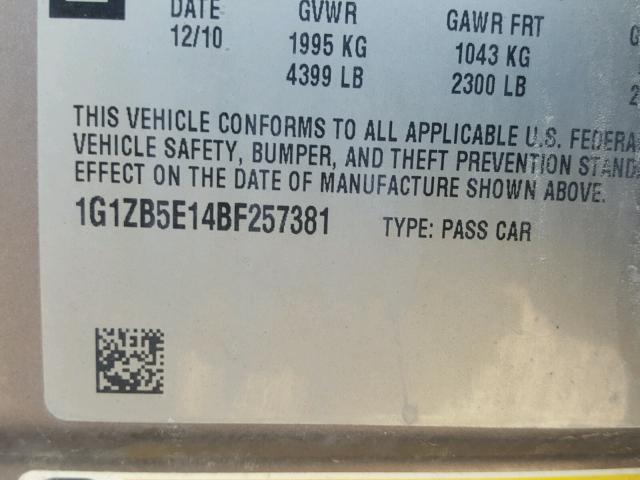 DATE GVWR GAWR FRT
12/10 1995 KG 1043 KG
4399 LB 2300 LB
THIS VEHICLE CONFORMS TO ALL APPLICABLE U.S. FEDERA
VEHICLE SAFETY, BUMPER, AND THEFT PREVENTION STAND
EFFECT ON THE DATE OF MANUFACTURE SHOWN ABOVE.
1G1ZB5E14BF257381 TYPE: PASS CAR